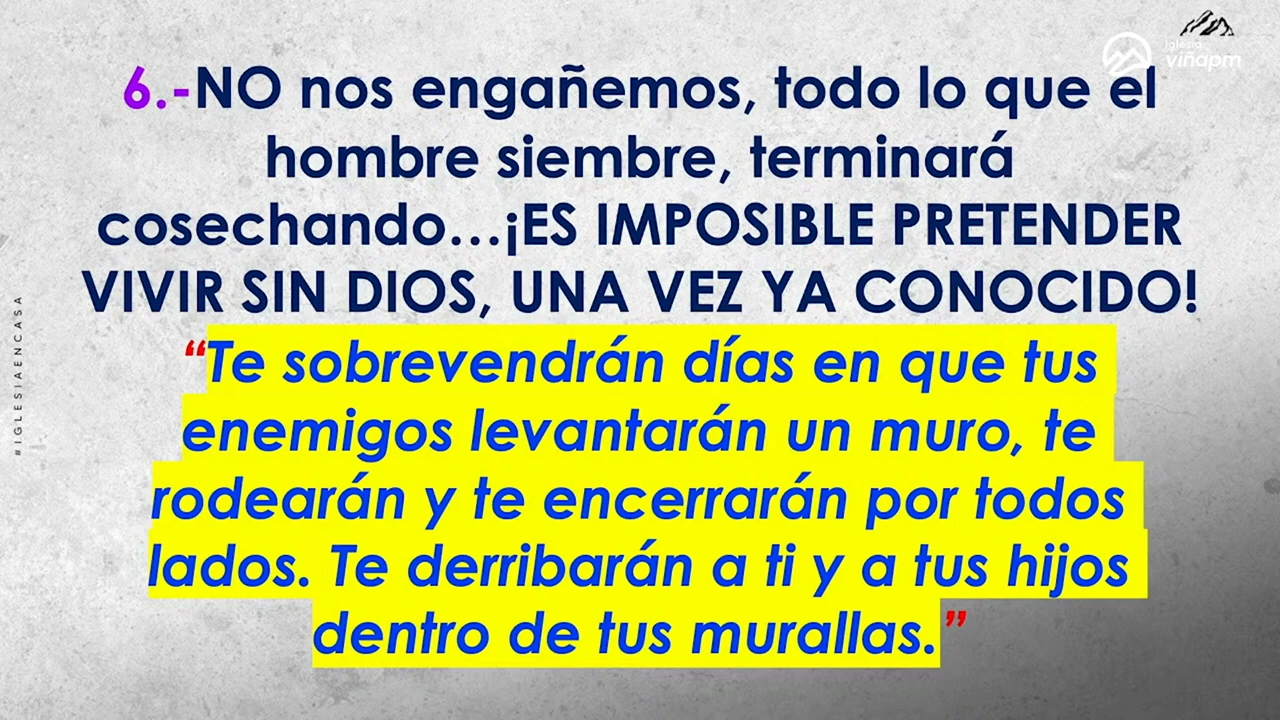 iglesia
viñapm
6.-NO nos engañemos, todo lo que el
hombre siembre, terminará
cosechando...¡ES IMPOSIBLE PRETENDER
VIVIR SIN DIOS, UNA VEZ YA CONOCIDO!
“Te sobrevendrán días en que tus
enemigos levantarán un muro, te
rodearán y te encerrarán por todos
lados. Te derribarán a ti y a tus hijos
dentro de tus murallas.”
#IGLESIAENCASA